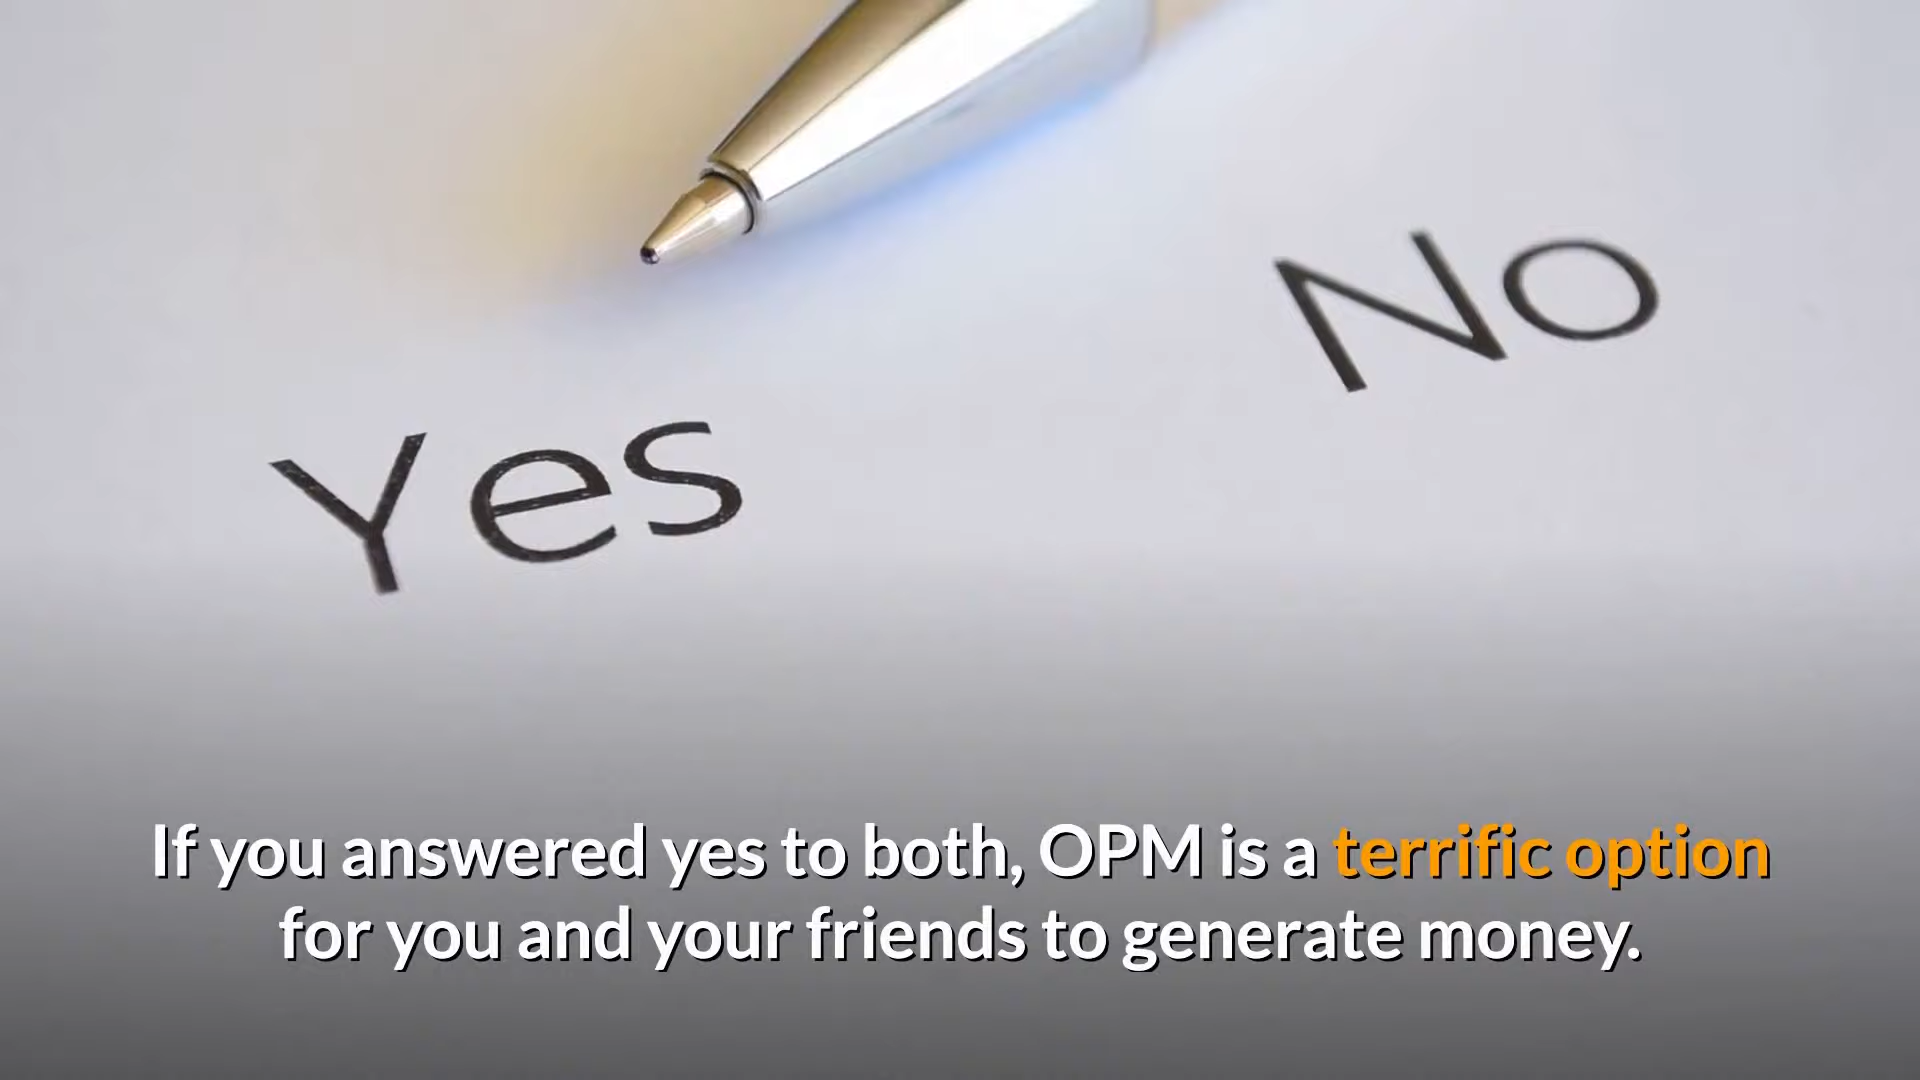 Yes
No
If you answered yes to both, OPM is a terrific option
for you and your friends to generate money.